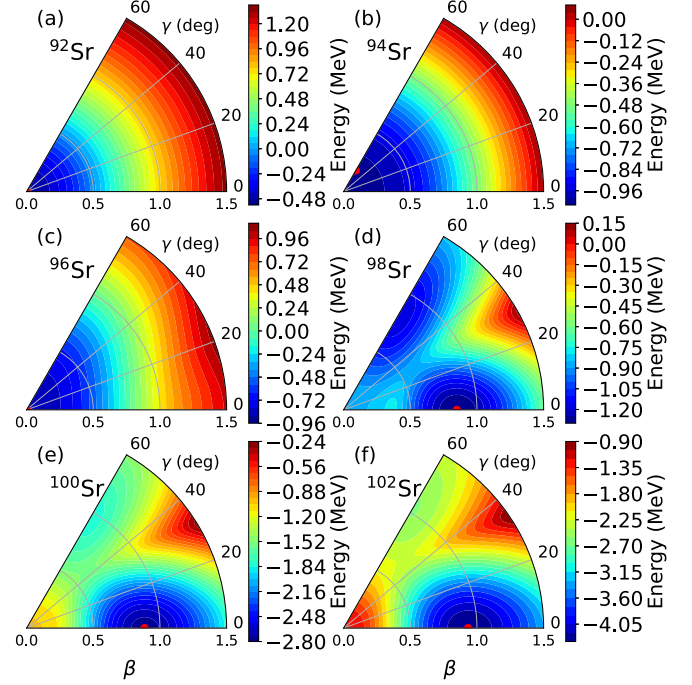 (a)
⁹²Sr
γ (deg)
60
40
20
0
0.0 0.5 1.0 1.5
1.20
0.96
0.72
0.48
0.24
0.00
−0.24
−0.48
Energy (MeV)
(b)
⁹⁴Sr
γ (deg)
60
40
20
0
0.0 0.5 1.0 1.5
0.00
−0.12
−0.24
−0.36
−0.48
−0.60
−0.72
−0.84
−0.96
Energy (MeV)
(c)
⁹⁶Sr
γ (deg)
60
40
20
0
0.0 0.5 1.0 1.5
0.96
0.72
0.48
0.24
0.00
−0.24
−0.48
−0.72
−0.96
Energy (MeV)
(d)
⁹⁸Sr
γ (deg)
60
40
20
0
0.0 0.5 1.0 1.5
0.15
0.00
−0.15
−0.30
−0.45
−0.60
−0.75
−0.90
−1.05
−1.20
Energy (MeV)
(e)
¹⁰⁰Sr
γ (deg)
60
40
20
0
0.0 0.5 1.0 1.5
β
−0.24
−0.56
−0.88
−1.20
−1.52
−1.84
−2.16
−2.48
−2.80
Energy (MeV)
(f)
¹⁰²Sr
γ (deg)
60
40
20
0
0.0 0.5 1.0 1.5
β
−0.90
−1.35
−1.80
−2.25
−2.70
−3.15
−3.60
−4.05
Energy (MeV)